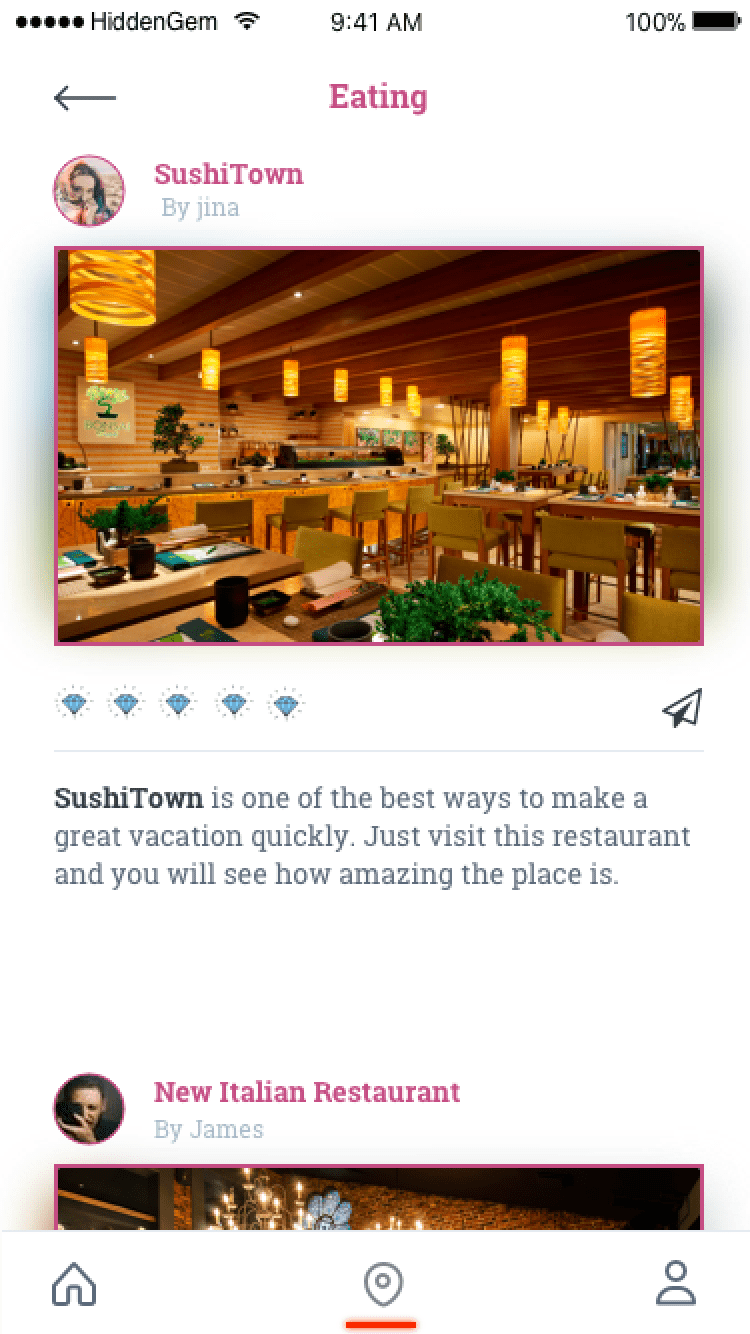 HiddenGem 9:41 AM 100%
Eating
SushiTown
By jina
SushiTown is one of the best ways to make a
great vacation quickly. Just visit this restaurant
and you will see how amazing the place is.
New Italian Restaurant
By James